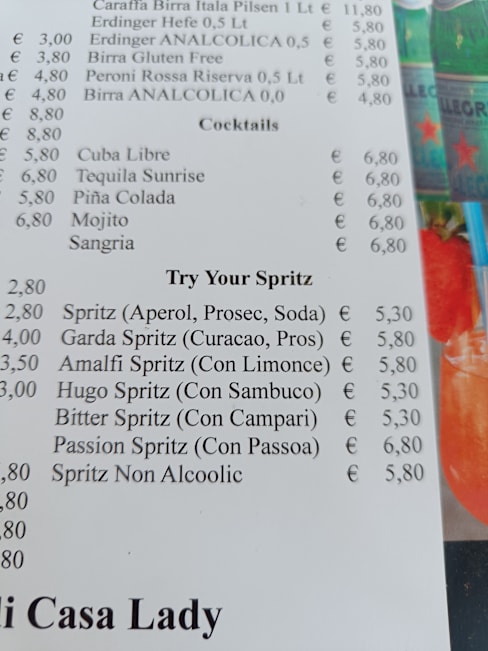 Caraffa Birra Itala Pilsen 1 Lt € 11,80
Erdinger Hefe 0,5 Lt € 5,80
€ 3,00 Erdinger ANALCOLICA 0,5 € 5,80
€ 3,80 Birra Gluten Free € 5,80
€ 4,80 Peroni Rossa Riserva 0,5 Lt € 5,80
€ 4,80 Birra ANALCOLICA 0,0 € 4,80
€ 8,80
€ 8,80
Cocktails
€ 5,80 Cuba Libre € 6,80
€ 6,80 Tequila Sunrise € 6,80
5,80 Piña Colada € 6,80
6,80 Mojito € 6,80
Sangria € 6,80
Try Your Spritz
2,80
2,80 Spritz (Aperol, Prosec, Soda) € 5,30
4,00 Garda Spritz (Curacao, Pros) € 5,80
3,50 Amalfi Spritz (Con Limonce) € 5,80
3,00 Hugo Spritz (Con Sambuco) € 5,30
Bitter Spritz (Con Campari) € 5,30
Passion Spritz (Con Passoa) € 6,80
,80 Spritz Non Alcoolic € 5,80
,80
,80
80
di Casa Lady